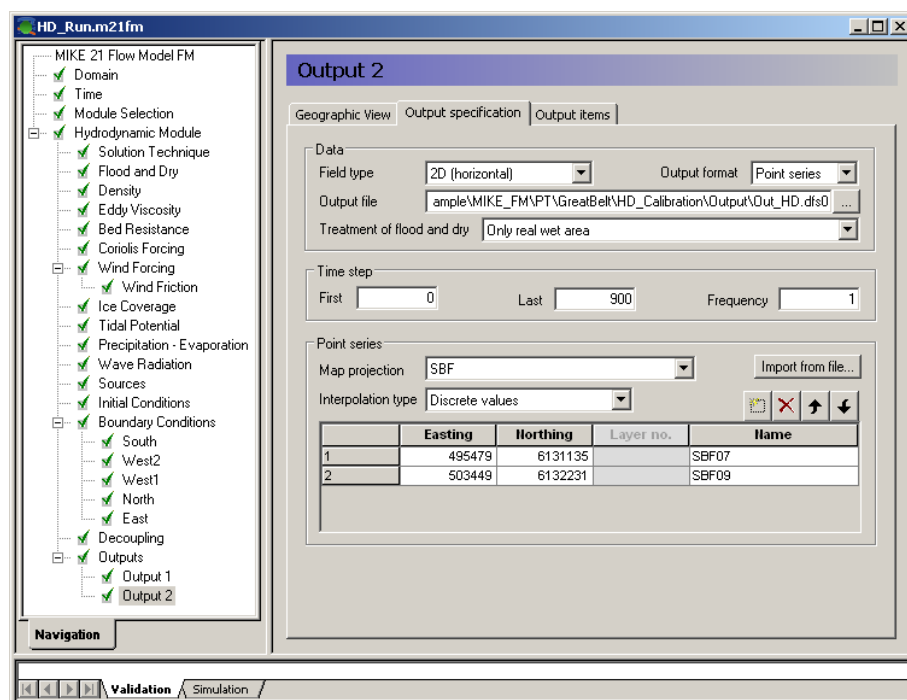 HD_Run.m21fm
MIKE 21 Flow Model FM
Domain
Time
Module Selection
Hydrodynamic Module
Solution Technique
Flood and Dry
Density
Eddy Viscosity
Bed Resistance
Coriolis Forcing
Wind Forcing
Wind Friction
Ice Coverage
Tidal Potential
Precipitation - Evaporation
Wave Radiation
Sources
Initial Conditions
Boundary Conditions
South
West2
West1
North
East
Decoupling
Outputs
Output 1
Output 2
Navigation
Output 2
Geographic View Output specification Output items
Data
Field type 2D (horizontal) Output format Point series
Output file ample\MIKE_FM\PT\GreatBelt\HD_Calibration\Output\Out_HD.dfs0 ...
Treatment of flood and dry Only real wet area
Time step
First 0 Last 900 Frequency 1
Point series
Map projection SBF Import from file...
Interpolation type Discrete values
Easting Northing Layer no. Name
1 495479 6131135 SBF07
2 503449 6132231 SBF09
Validation Simulation